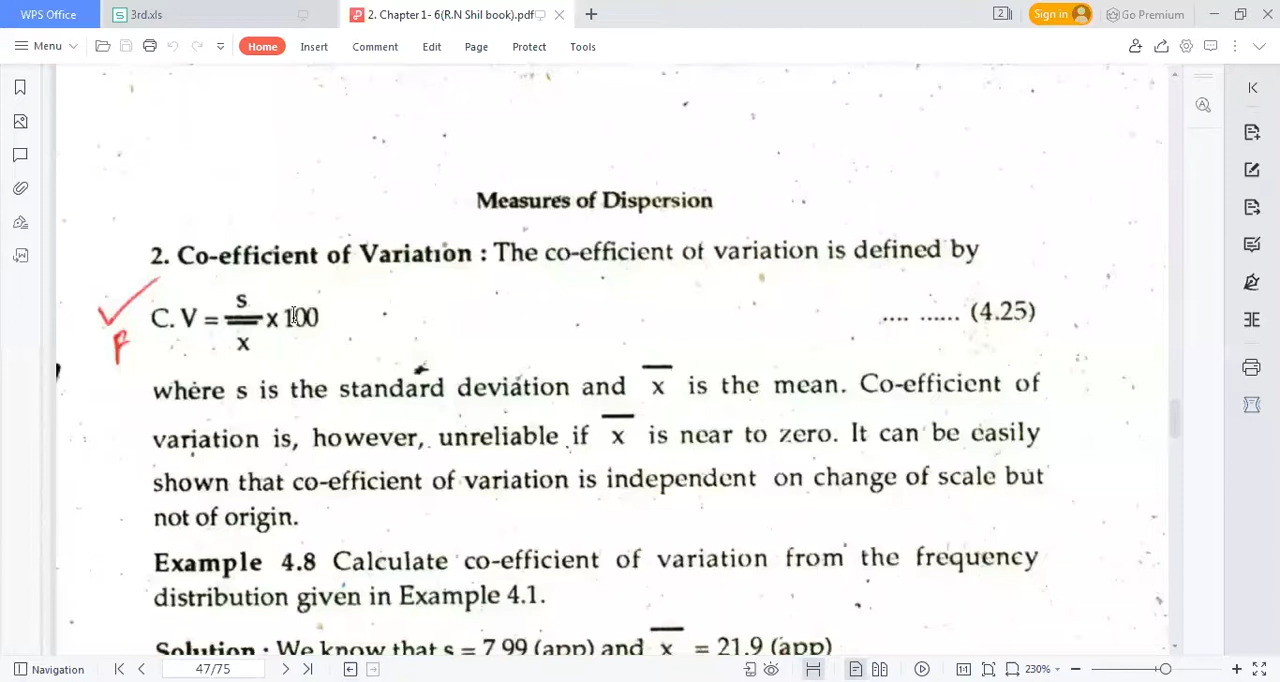 WPS Office
3rd.xls
2. Chapter 1- 6(R.N Shil book).pdf
2
Sign in
Go Premium
Menu
Home
Insert
Comment
Edit
Page
Protect
Tools
Measures of Dispersion
2. Co-efficient of Variation : The co-efficient of variation is defined by
C. V = s / x̄ x 100 .... ...... (4.25)
where s is the standard deviation and x̄ is the mean. Co-efficient of
variation is, however, unreliable if x̄ is near to zero. It can be easily
shown that co-efficient of variation is independent on change of scale but
not of origin.
Example 4.8 Calculate co-efficient of variation from the frequency
distribution given in Example 4.1.
Solution : We know that s = 7.99 (app) and x̄ = 21.9 (app)
Navigation
47/75
230%